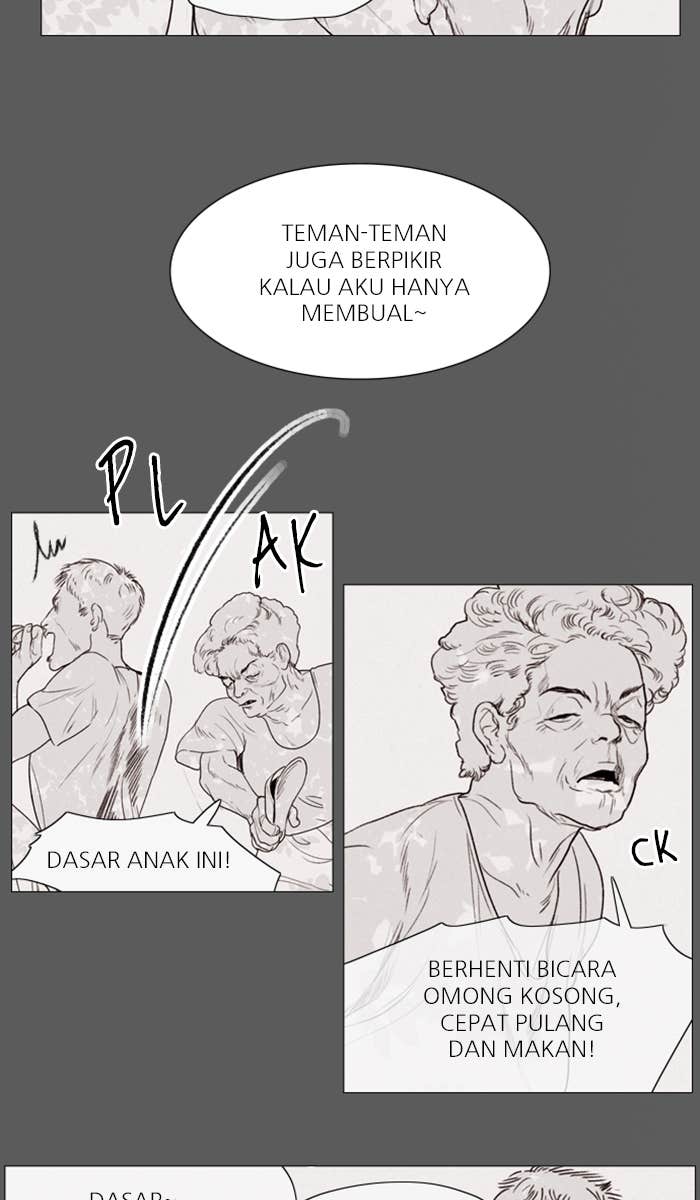 TEMAN-TEMAN
JUGA BERPIKIR
KALAU AKU HANYA
MEMBUAL~
PL
AK
DASAR ANAK INI!
CK
BERHENTI BICARA
OMONG KOSONG,
CEPAT PULANG
DAN MAKAN!
DASAR~